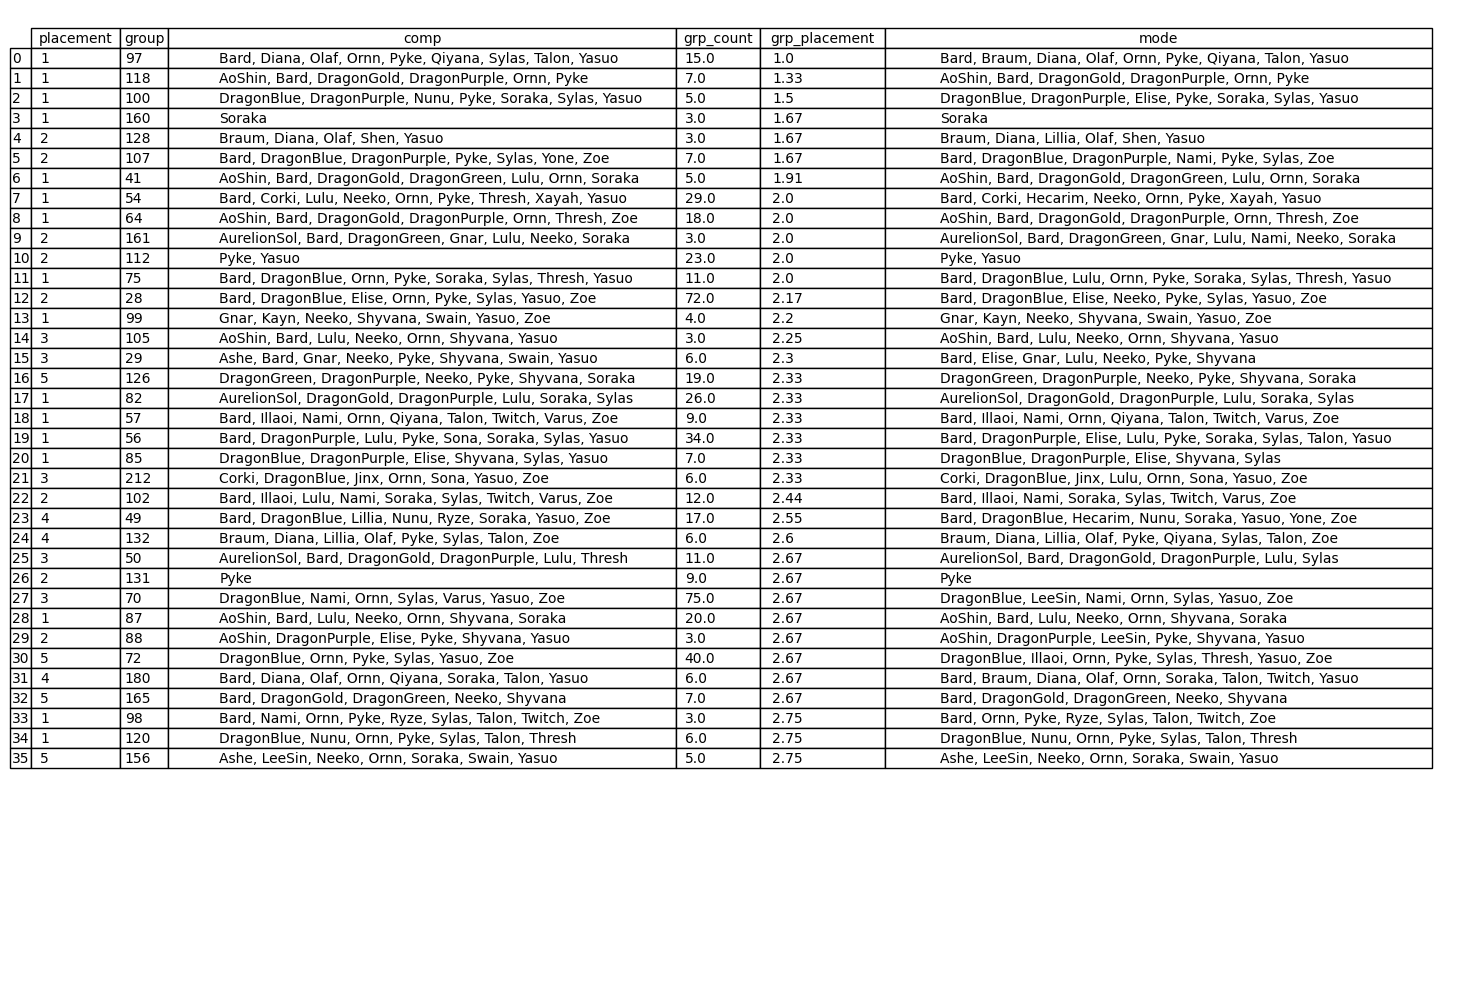 placement group comp grp_count grp_placement mode
0 1 97 Bard, Diana, Olaf, Ornn, Pyke, Qiyana, Sylas, Talon, Yasuo 15.0 1.0 Bard, Braum, Diana, Olaf, Ornn, Pyke, Qiyana, Talon, Yasuo
1 1 118 AoShin, Bard, DragonGold, DragonPurple, Ornn, Pyke 7.0 1.33 AoShin, Bard, DragonGold, DragonPurple, Ornn, Pyke
2 1 100 DragonBlue, DragonPurple, Nunu, Pyke, Soraka, Sylas, Yasuo 5.0 1.5 DragonBlue, DragonPurple, Elise, Pyke, Soraka, Sylas, Yasuo
3 1 160 Soraka 3.0 1.67 Soraka
4 2 128 Braum, Diana, Olaf, Shen, Yasuo 3.0 1.67 Braum, Diana, Lillia, Olaf, Shen, Yasuo
5 2 107 Bard, DragonBlue, DragonPurple, Pyke, Sylas, Yone, Zoe 7.0 1.67 Bard, DragonBlue, DragonPurple, Nami, Pyke, Sylas, Zoe
6 1 41 AoShin, Bard, DragonGold, DragonGreen, Lulu, Ornn, Soraka 5.0 1.91 AoShin, Bard, DragonGold, DragonGreen, Lulu, Ornn, Soraka
7 1 54 Bard, Corki, Lulu, Neeko, Ornn, Pyke, Thresh, Xayah, Yasuo 29.0 2.0 Bard, Corki, Hecarim, Neeko, Ornn, Pyke, Xayah, Yasuo
8 1 64 AoShin, Bard, DragonGold, DragonPurple, Ornn, Thresh, Zoe 18.0 2.0 AoShin, Bard, DragonGold, DragonPurple, Ornn, Thresh, Zoe
9 2 161 AurelionSol, Bard, DragonGreen, Gnar, Lulu, Neeko, Soraka 3.0 2.0 AurelionSol, Bard, DragonGreen, Gnar, Lulu, Nami, Neeko, Soraka
10 2 112 Pyke, Yasuo 23.0 2.0 Pyke, Yasuo
11 1 75 Bard, DragonBlue, Ornn, Pyke, Soraka, Sylas, Thresh, Yasuo 11.0 2.0 Bard, DragonBlue, Lulu, Ornn, Pyke, Soraka, Sylas, Thresh, Yasuo
12 2 28 Bard, DragonBlue, Elise, Ornn, Pyke, Sylas, Yasuo, Zoe 72.0 2.17 Bard, DragonBlue, Elise, Neeko, Pyke, Sylas, Yasuo, Zoe
13 1 99 Gnar, Kayn, Neeko, Shyvana, Swain, Yasuo, Zoe 4.0 2.2 Gnar, Kayn, Neeko, Shyvana, Swain, Yasuo, Zoe
14 3 105 AoShin, Bard, Lulu, Neeko, Ornn, Shyvana, Yasuo 3.0 2.25 AoShin, Bard, Lulu, Neeko, Ornn, Shyvana, Yasuo
15 3 29 Ashe, Bard, Gnar, Neeko, Pyke, Shyvana, Swain, Yasuo 6.0 2.3 Bard, Elise, Gnar, Lulu, Neeko, Pyke, Shyvana
16 5 126 DragonGreen, DragonPurple, Neeko, Pyke, Shyvana, Soraka 19.0 2.33 DragonGreen, DragonPurple, Neeko, Pyke, Shyvana, Soraka
17 1 82 AurelionSol, DragonGold, DragonPurple, Lulu, Soraka, Sylas 26.0 2.33 AurelionSol, DragonGold, DragonPurple, Lulu, Soraka, Sylas
18 1 57 Bard, Illaoi, Nami, Ornn, Qiyana, Talon, Twitch, Varus, Zoe 9.0 2.33 Bard, Illaoi, Nami, Ornn, Qiyana, Talon, Twitch, Varus, Zoe
19 1 56 Bard, DragonPurple, Lulu, Pyke, Sona, Soraka, Sylas, Yasuo 34.0 2.33 Bard, DragonPurple, Elise, Lulu, Pyke, Soraka, Sylas, Talon, Yasuo
20 1 85 DragonBlue, DragonPurple, Elise, Shyvana, Sylas, Yasuo 7.0 2.33 DragonBlue, DragonPurple, Elise, Shyvana, Sylas
21 3 212 Corki, DragonBlue, Jinx, Ornn, Sona, Yasuo, Zoe 6.0 2.33 Corki, DragonBlue, Jinx, Lulu, Ornn, Sona, Yasuo, Zoe
22 2 102 Bard, Illaoi, Lulu, Nami, Soraka, Sylas, Twitch, Varus, Zoe 12.0 2.44 Bard, Illaoi, Nami, Soraka, Sylas, Twitch, Varus, Zoe
23 4 49 Bard, DragonBlue, Lillia, Nunu, Ryze, Soraka, Yasuo, Zoe 17.0 2.55 Bard, DragonBlue, Hecarim, Nunu, Soraka, Yasuo, Yone, Zoe
24 4 132 Braum, Diana, Lillia, Olaf, Pyke, Sylas, Talon, Zoe 6.0 2.6 Braum, Diana, Lillia, Olaf, Pyke, Qiyana, Sylas, Talon, Zoe
25 3 50 AurelionSol, Bard, DragonGold, DragonPurple, Lulu, Thresh 11.0 2.67 AurelionSol, Bard, DragonGold, DragonPurple, Lulu, Sylas
26 2 131 Pyke 9.0 2.67 Pyke
27 3 70 DragonBlue, Nami, Ornn, Sylas, Varus, Yasuo, Zoe 75.0 2.67 DragonBlue, LeeSin, Nami, Ornn, Sylas, Yasuo, Zoe
28 1 87 AoShin, Bard, Lulu, Neeko, Ornn, Shyvana, Soraka 20.0 2.67 AoShin, Bard, Lulu, Neeko, Ornn, Shyvana, Soraka
29 2 88 AoShin, DragonPurple, Elise, Pyke, Shyvana, Yasuo 3.0 2.67 AoShin, DragonPurple, LeeSin, Pyke, Shyvana, Yasuo
30 5 72 DragonBlue, Ornn, Pyke, Sylas, Yasuo, Zoe 40.0 2.67 DragonBlue, Illaoi, Ornn, Pyke, Sylas, Thresh, Yasuo, Zoe
31 4 180 Bard, Diana, Olaf, Ornn, Qiyana, Soraka, Talon, Yasuo 6.0 2.67 Bard, Braum, Diana, Olaf, Ornn, Soraka, Talon, Twitch, Yasuo
32 5 165 Bard, DragonGold, DragonGreen, Neeko, Shyvana 7.0 2.67 Bard, DragonGold, DragonGreen, Neeko, Shyvana
33 1 98 Bard, Nami, Ornn, Pyke, Ryze, Sylas, Talon, Twitch, Zoe 3.0 2.75 Bard, Ornn, Pyke, Ryze, Sylas, Talon, Twitch, Zoe
34 1 120 DragonBlue, Nunu, Ornn, Pyke, Sylas, Talon, Thresh 6.0 2.75 DragonBlue, Nunu, Ornn, Pyke, Sylas, Talon, Thresh
35 5 156 Ashe, LeeSin, Neeko, Ornn, Soraka, Swain, Yasuo 5.0 2.75 Ashe, LeeSin, Neeko, Ornn, Soraka, Swain, Yasuo